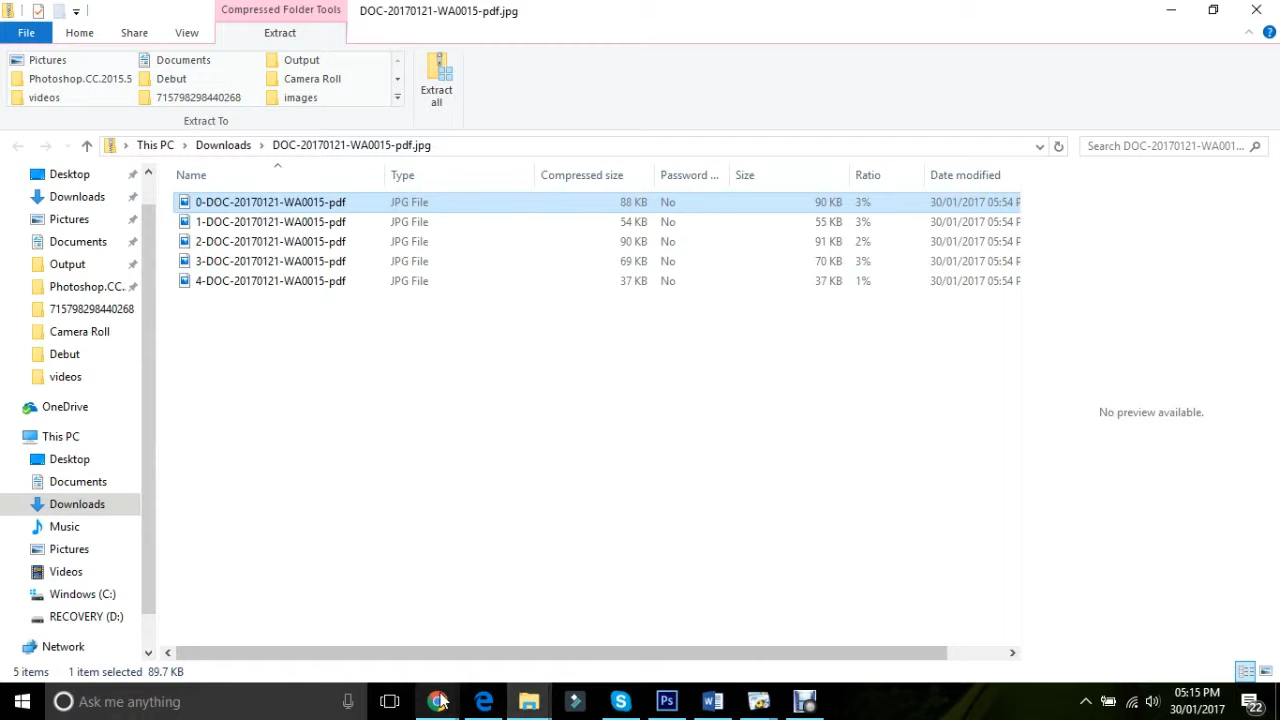 Compressed Folder Tools
DOC-20170121-WA0015-pdf.jpg
File
Home
Share
View
Extract
Pictures
Documents
Output
Photoshop.CC.2015.5
Debut
Camera Roll
videos
715798298440268
images
Extract all
Extract To
This PC > Downloads > DOC-20170121-WA0015-pdf.jpg
Search DOC-20170121-WA001...
Name
Type
Compressed size
Password ...
Size
Ratio
Date modified
0-DOC-20170121-WA0015-pdf JPG File 88 KB No 90 KB 3% 30/01/2017 05:54 P
1-DOC-20170121-WA0015-pdf JPG File 54 KB No 55 KB 3% 30/01/2017 05:54 P
2-DOC-20170121-WA0015-pdf JPG File 90 KB No 91 KB 2% 30/01/2017 05:54 P
3-DOC-20170121-WA0015-pdf JPG File 69 KB No 70 KB 3% 30/01/2017 05:54 P
4-DOC-20170121-WA0015-pdf JPG File 37 KB No 37 KB 1% 30/01/2017 05:54 P
Desktop
Downloads
Pictures
Documents
Output
Photoshop.CC.
715798298440268
Camera Roll
Debut
videos
OneDrive
This PC
Desktop
Documents
Downloads
Music
Pictures
Videos
Windows (C:)
RECOVERY (D:)
Network
No preview available.
5 items 1 item selected 89.7 KB
Ask me anything
Ps
05:15 PM
30/01/2017
22